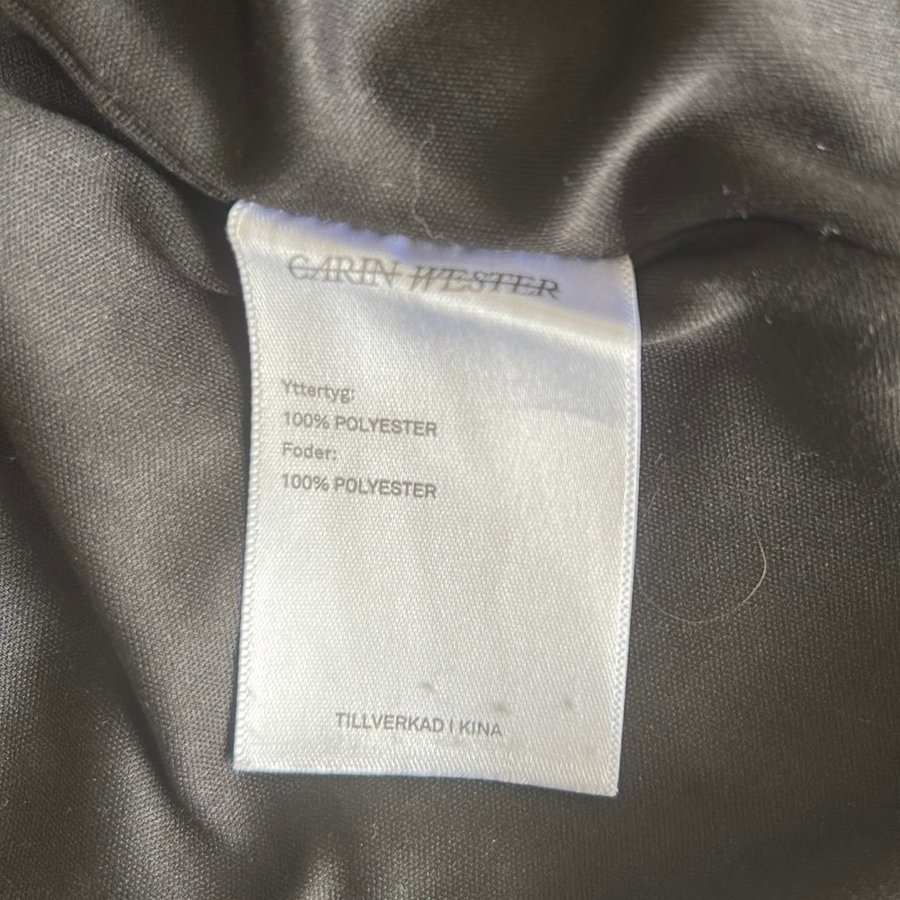 CARIN WESTER
Yttertyg:
100% POLYESTER
Foder:
100% POLYESTER
TILLVERKAD I KINA